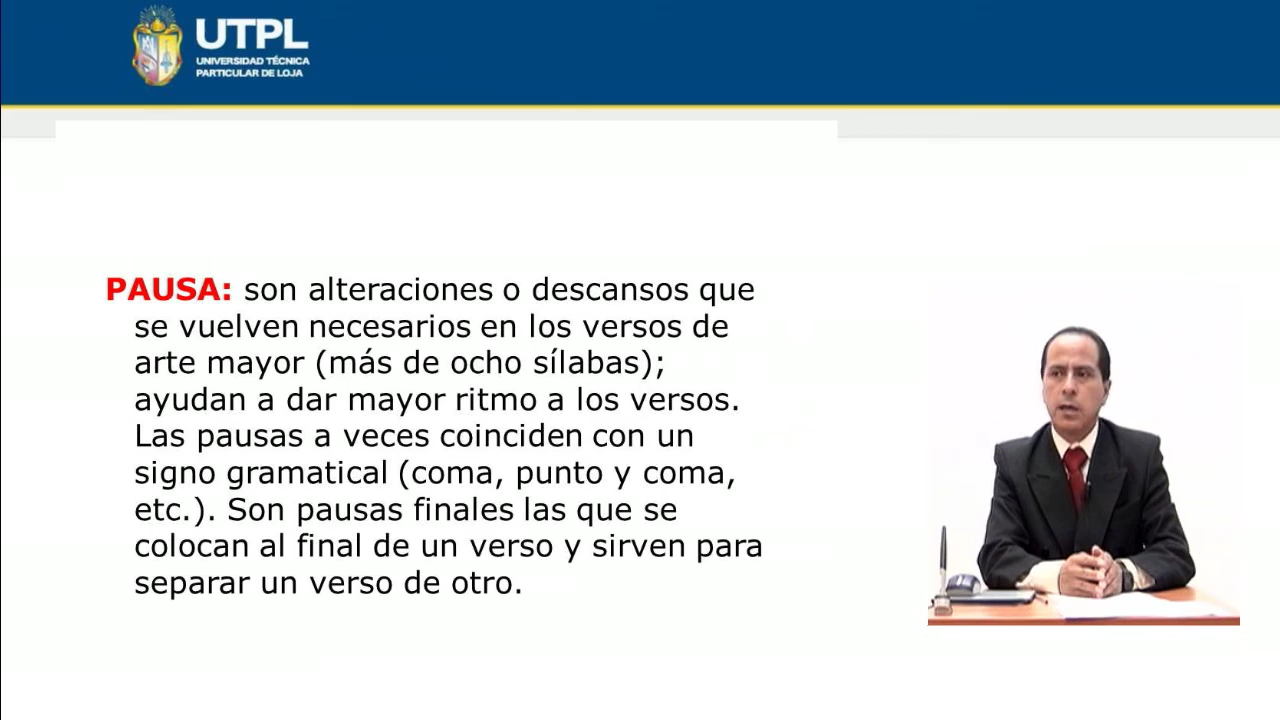 UTPL
UNIVERSIDAD TÉCNICA
PARTICULAR DE LOJA
PAUSA: son alteraciones o descansos que
se vuelven necesarios en los versos de
arte mayor (más de ocho sílabas);
ayudan a dar mayor ritmo a los versos.
Las pausas a veces coinciden con un
signo gramatical (coma, punto y coma,
etc.). Son pausas finales las que se
colocan al final de un verso y sirven para
separar un verso de otro.